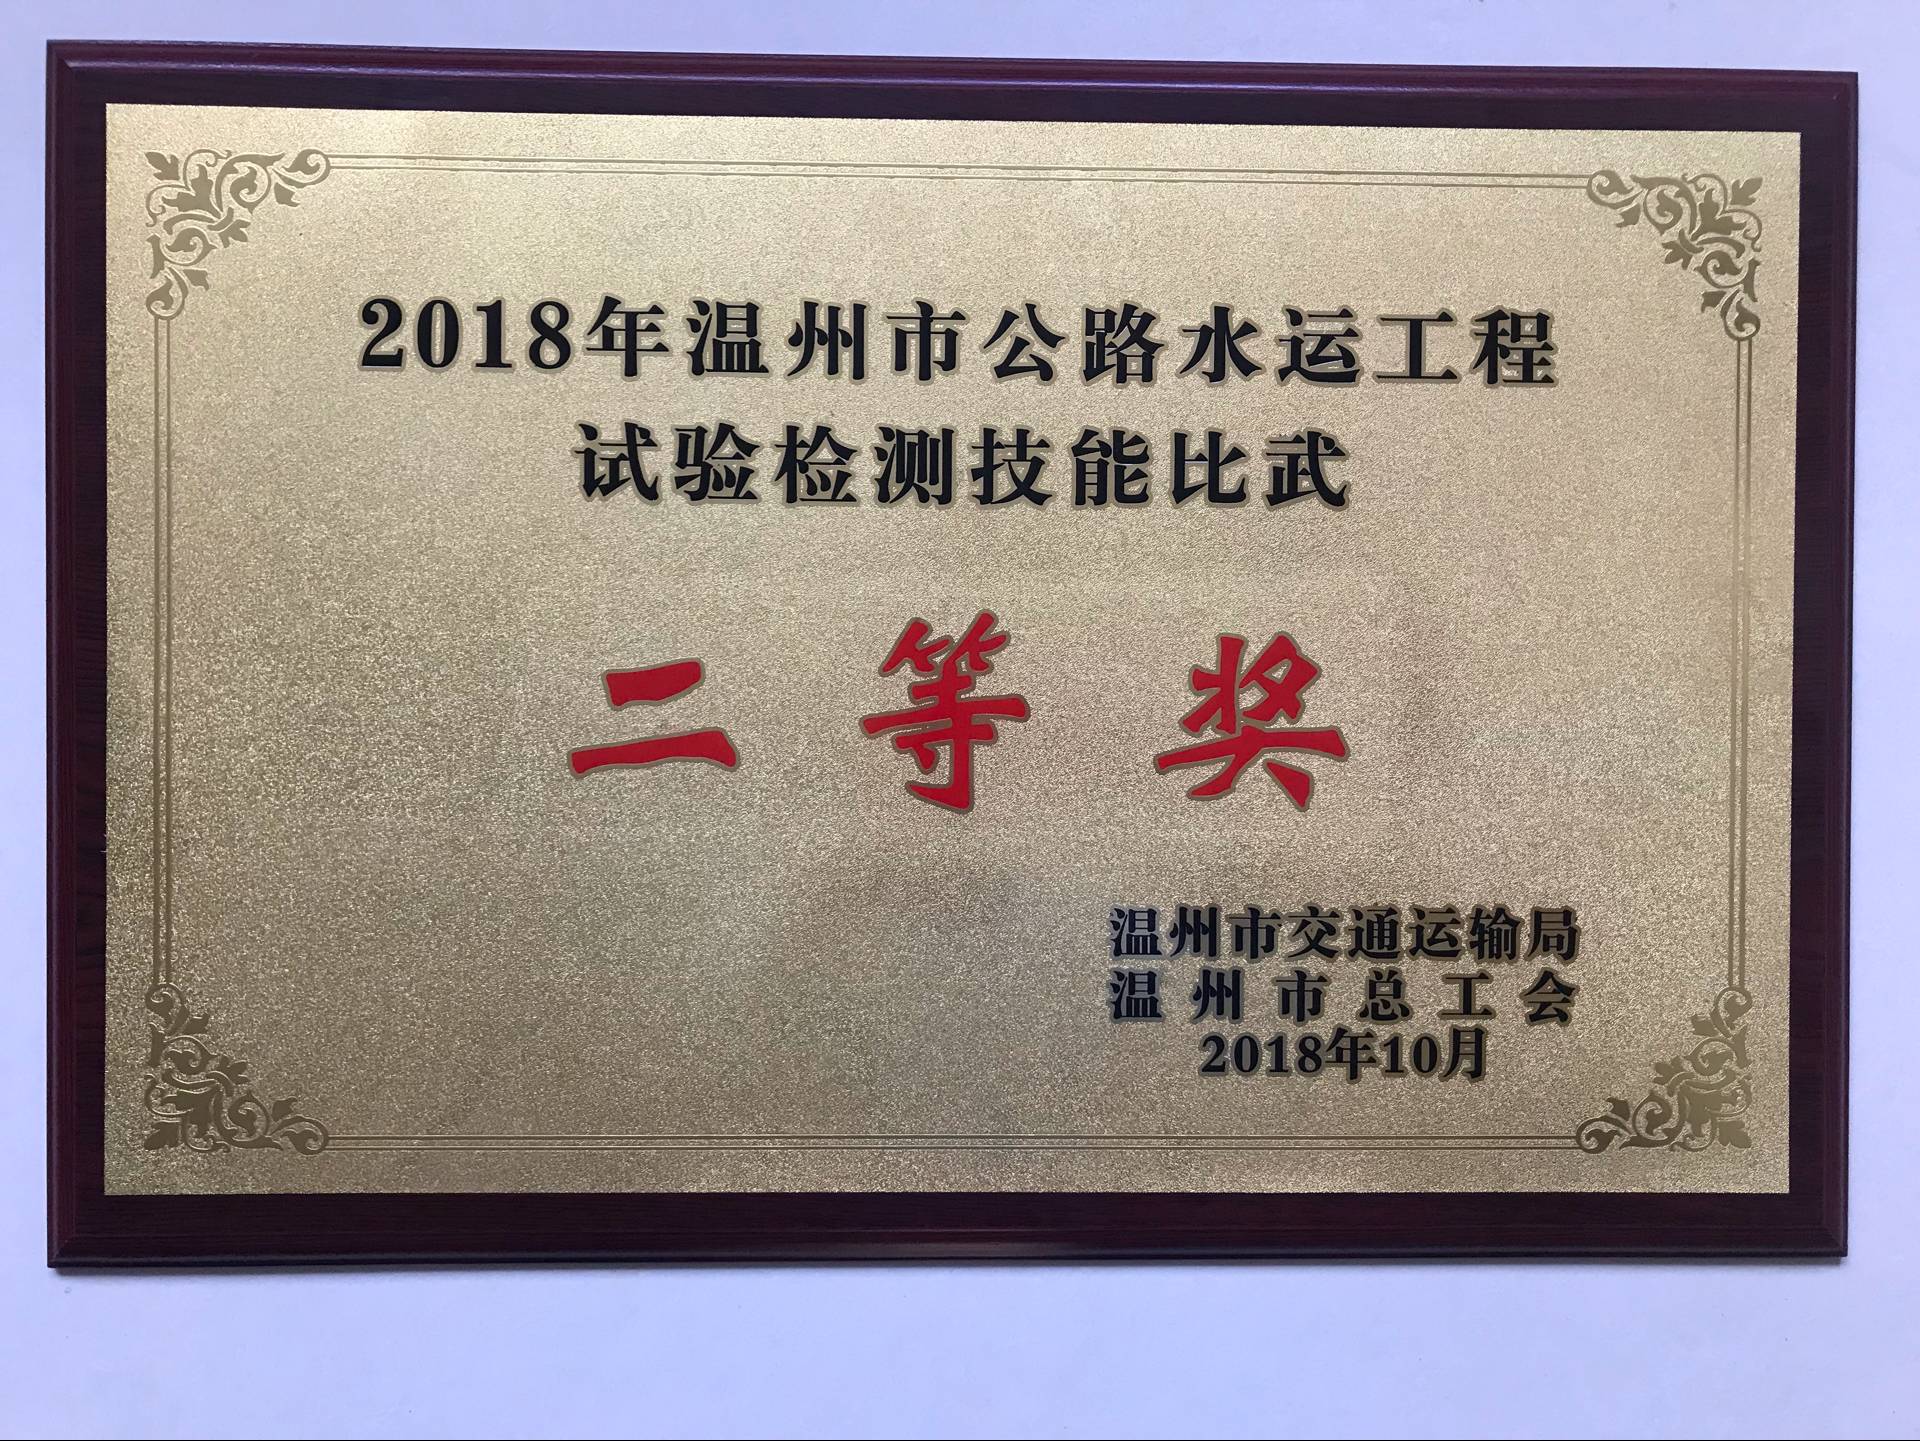 2018年温州市公路水运工程
试验检测技能比武
二等奖
温州市交通运输局
温州市总工会
2018年10月